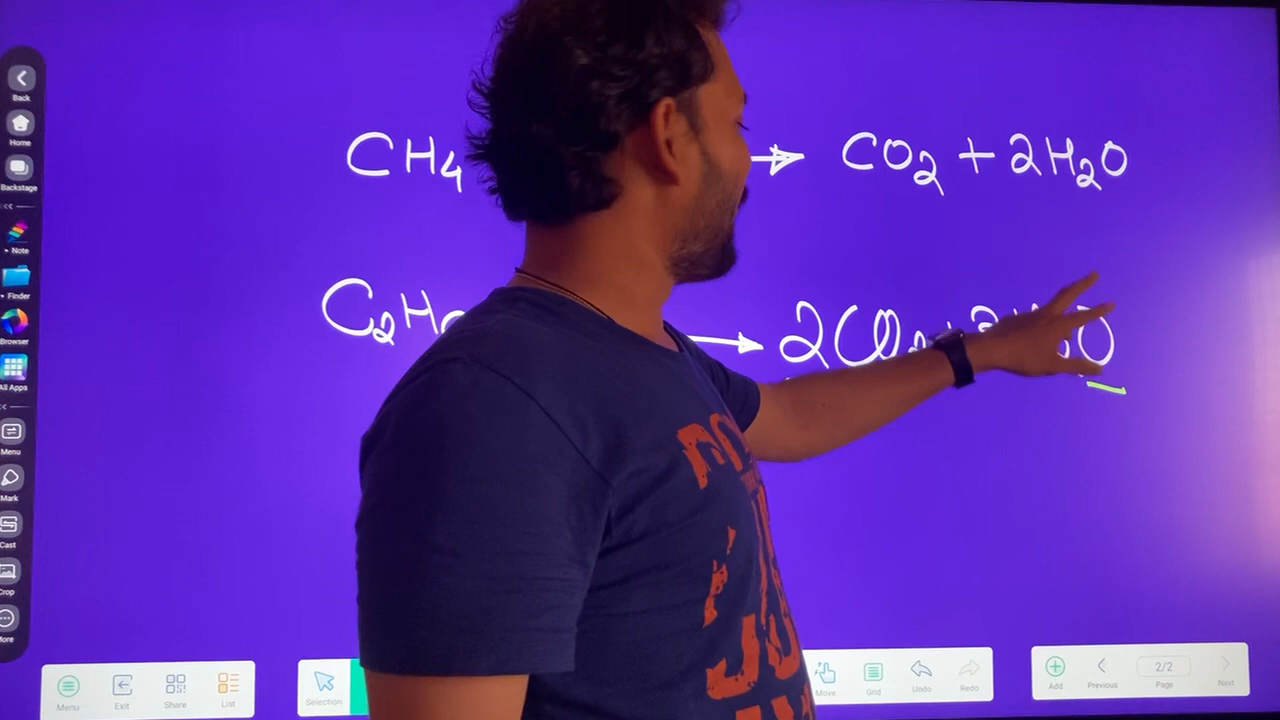 Back
Home
Backstage
Note
Finder
Browser
All Apps
Menu
Mark
Cast
Crop
More
CH₄ → CO₂ + 2H₂O
C₂H → 2CO₂ + O
Menu Exit Share List
Selection
Move Grid Undo Redo
Add Previous 2/2 Page Next